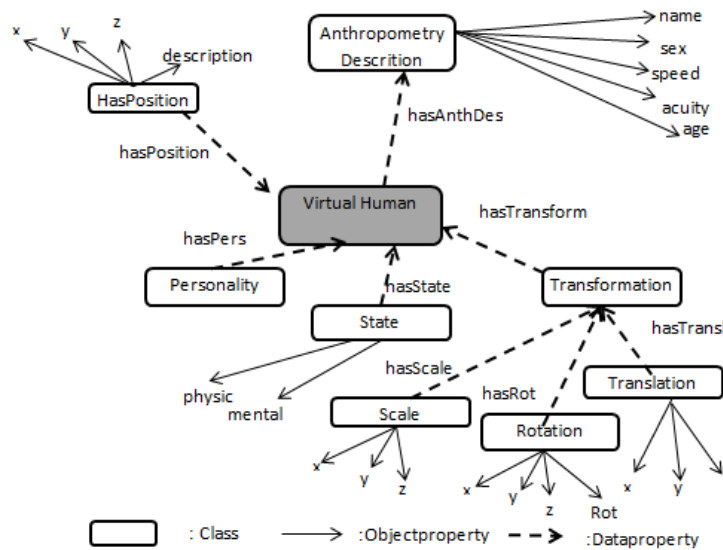 x
y
z
description
HasPosition
Anthropometry
Descrition
name
sex
speed
acuity
age
hasPosition
hasAnthDes
Virtual Human
hasTransform
hasPers
Personality
hasState
State
Transformation
hasTransl
hasScale
hasRot
Translation
physic
mental
Scale
Rotation
x
y
z
x
y
z
Rot
x
y
: Class
:Objectproperty
:Dataproperty